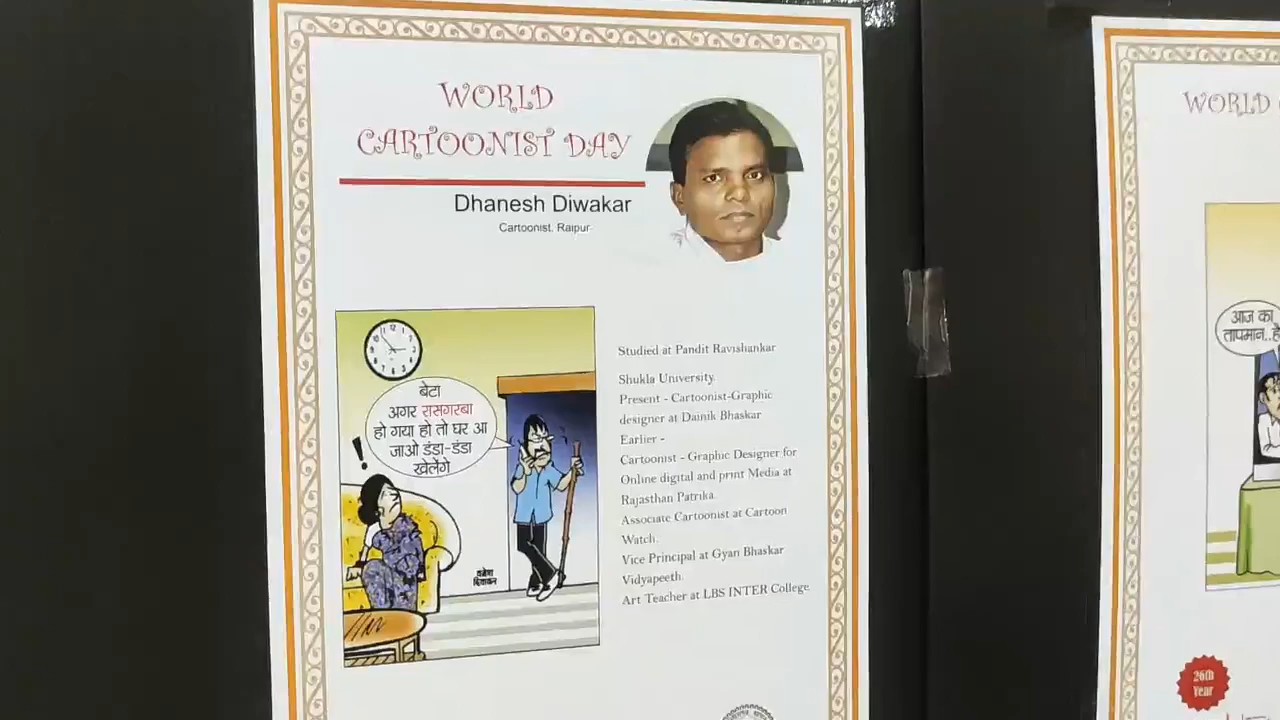 WORLD
CARTOONIST DAY
Dhanesh Diwakar
Cartoonist, Raipur
बेटा
अगर रासगरबा
हो गया हो तो घर आ
जाओ डंडा-डंडा
खेलेंगे
!
धनेश
दिवाकर
Studied at Pandit Ravishankar
Shukla University.
Present - Cartoonist-Graphic
designer at Dainik Bhaskar
Earlier -
Cartoonist - Graphic Designer for
Online digital and print Media at
Rajasthan Patrika.
Associate Cartoonist at Cartoon
Watch.
Vice Principal at Gyan Bhaskar
Vidyapeeth.
Art Teacher at LBS INTER College
WORLD
आज का
तापमान..है
26th
Year